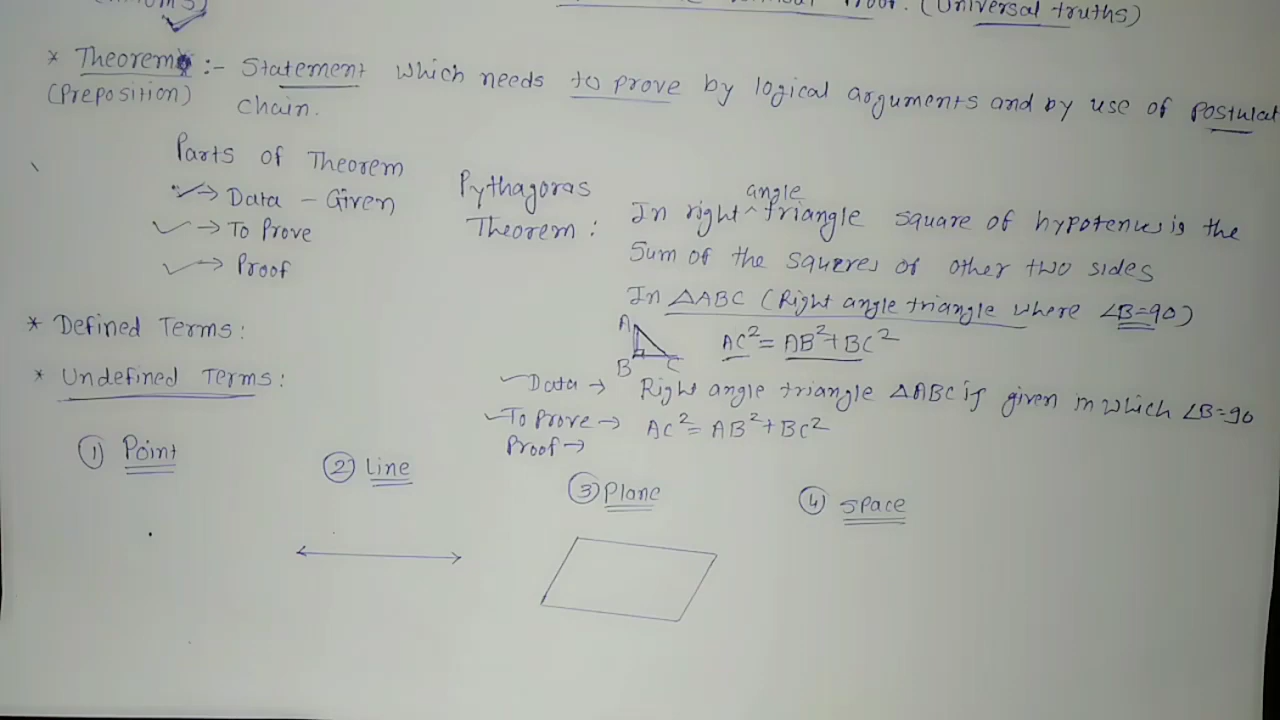 Proof. (Universal truths)
* Theorem :- Statement which needs to prove by logical arguments and by use of Postulat
(Preposition) chain.
Parts of Theorem
→ Data - Given
→ To Prove
→ Proof
Pythagoras
Theorem :
angle
In right ^ triangle square of hypotenus is the
Sum of the squares of other two sides
In △ABC (Right angle triangle where ∠B=90)
A
B
C
AC²= AB²+BC²
Data → Right angle triangle △ABC is given in which ∠B=90
To Prove → AC²= AB²+BC²
Proof →
* Defined Terms:
* Undefined Terms:
① Point
② Line
③ Plane
④ Space